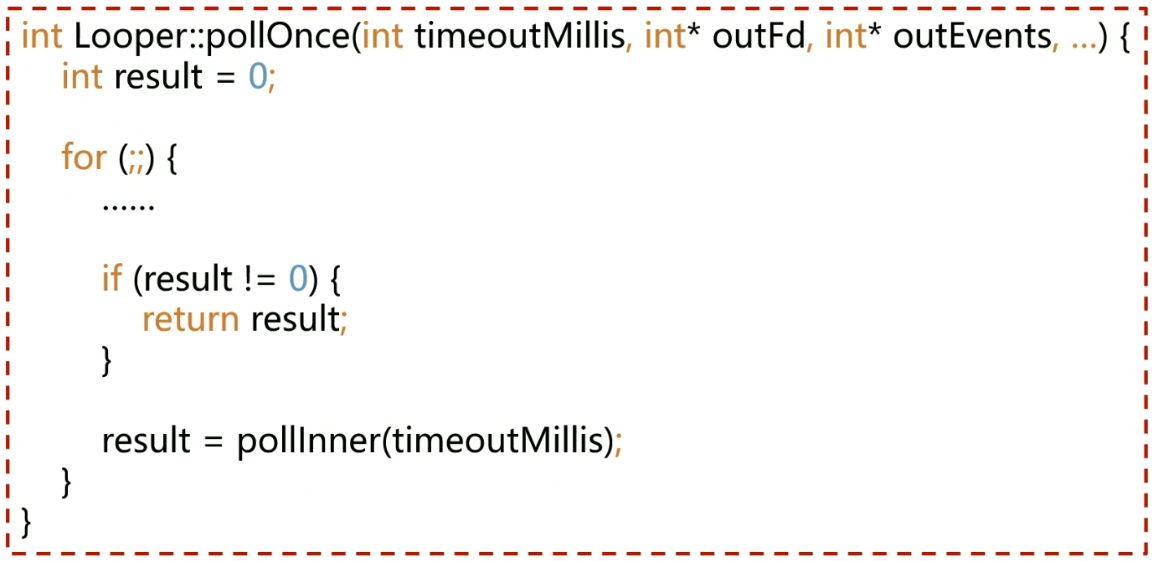 int Looper::pollOnce(int timeoutMillis, int* outFd, int* outEvents, ...) {
int result = 0;
for (;;) {
......
if (result != 0) {
return result;
}
result = pollInner(timeoutMillis);
}
}